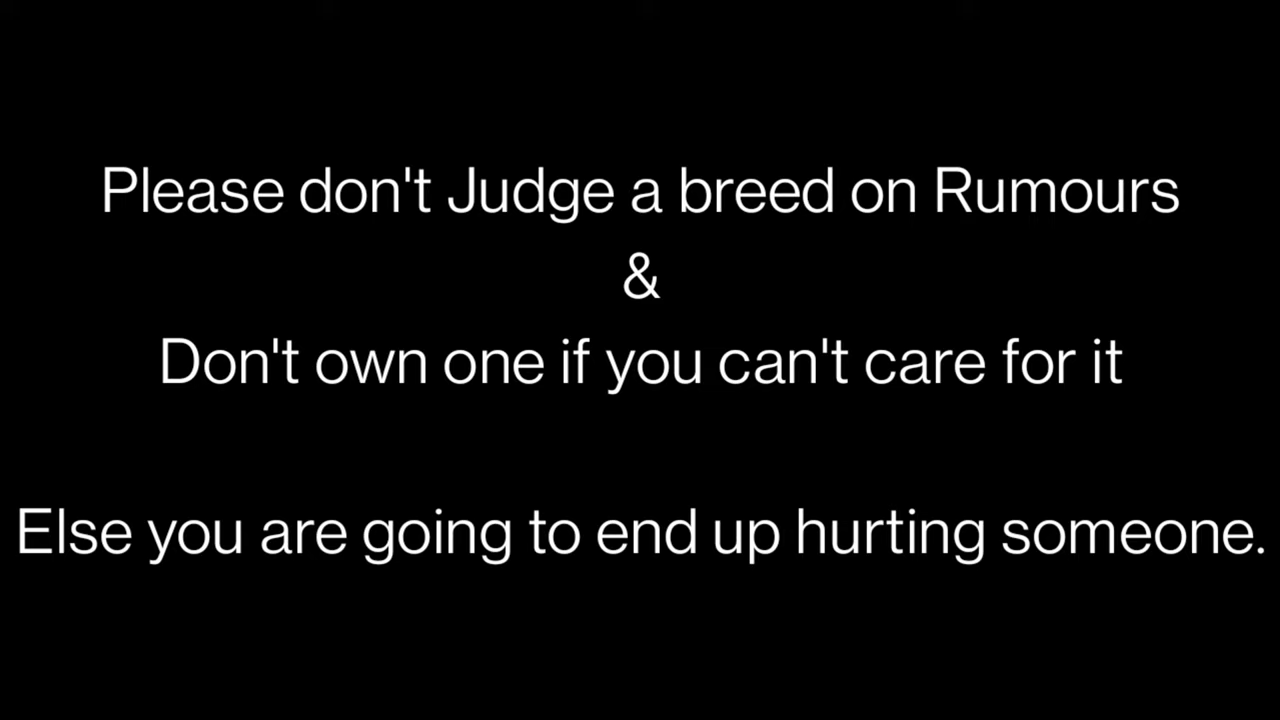 Please don't Judge a breed on Rumours
&
Don't own one if you can't care for it
Else you are going to end up hurting someone.